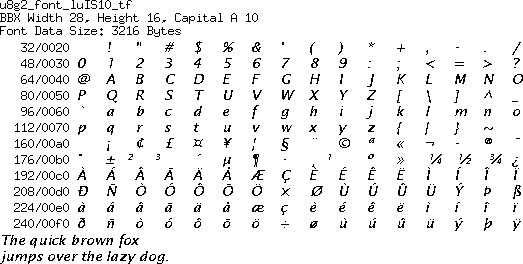 u8g2_font_luIS10_tf
BBX Width 28, Height 16, Capital A 10
Font Data Size: 3216 Bytes
32/0020 ! " # $ % & ' ( ) * + , - . /
48/0030 0 1 2 3 4 5 6 7 8 9 : ; < = > ?
64/0040 @ A B C D E F G H I J K L M N O
80/0050 P Q R S T U V W X Y Z [ \ ] ^ _
96/0060 ` a b c d e f g h i j k l m n o
112/0070 p q r s t u v w x y z { | } ~
160/00a0 ¡ ¢ £ ¤ ¥ ¦ § ¨ © ª « ¬ - ® ¯
176/00b0 ° ± ² ³ ´ µ ¶ · ¸ ¹ º » ¼ ½ ¾ ¿
192/00c0 À Á Â Ã Ä Å Æ Ç È É Ê Ë Ì Í Î Ï
208/00d0 Ð Ñ Ò Ó Ô Õ Ö × Ø Ù Ú Û Ü Ý Þ ß
224/00e0 à á â ã ä å æ ç è é ê ë ì í î ï
240/00f0 ð ñ ò ó ô õ ö ÷ ø ù ú û ü ý þ ÿ
The quick brown fox
jumps over the lazy dog.